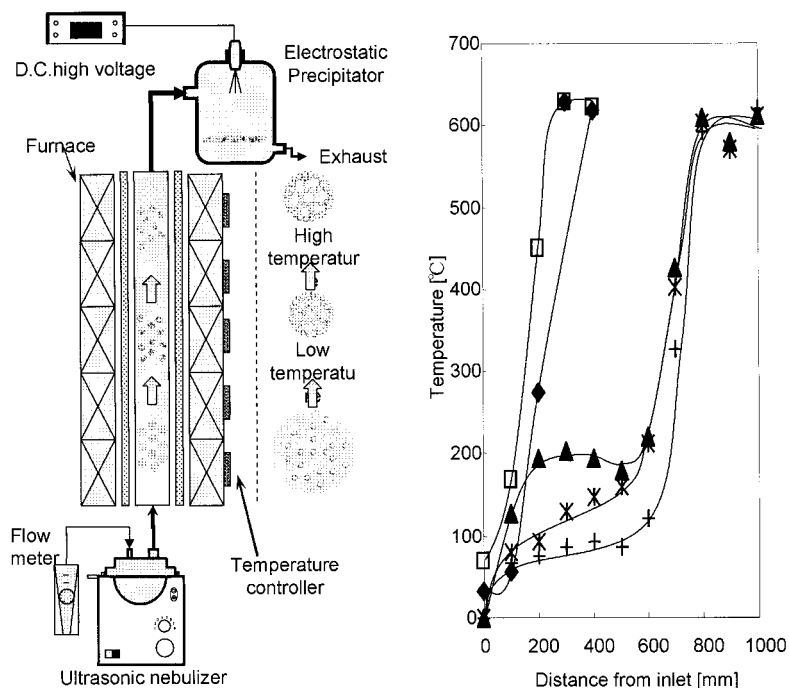 D.C.high voltage
Electrostatic
Precipitator
Furnace
Exhaust
High
temperatur
Low
temperatu
Flow
meter
Temperature
controller
Ultrasonic nebulizer
700
600
500
400
300
200
100
0
Temperature [℃]
0 200 400 600 800 1000
Distance from inlet [mm]